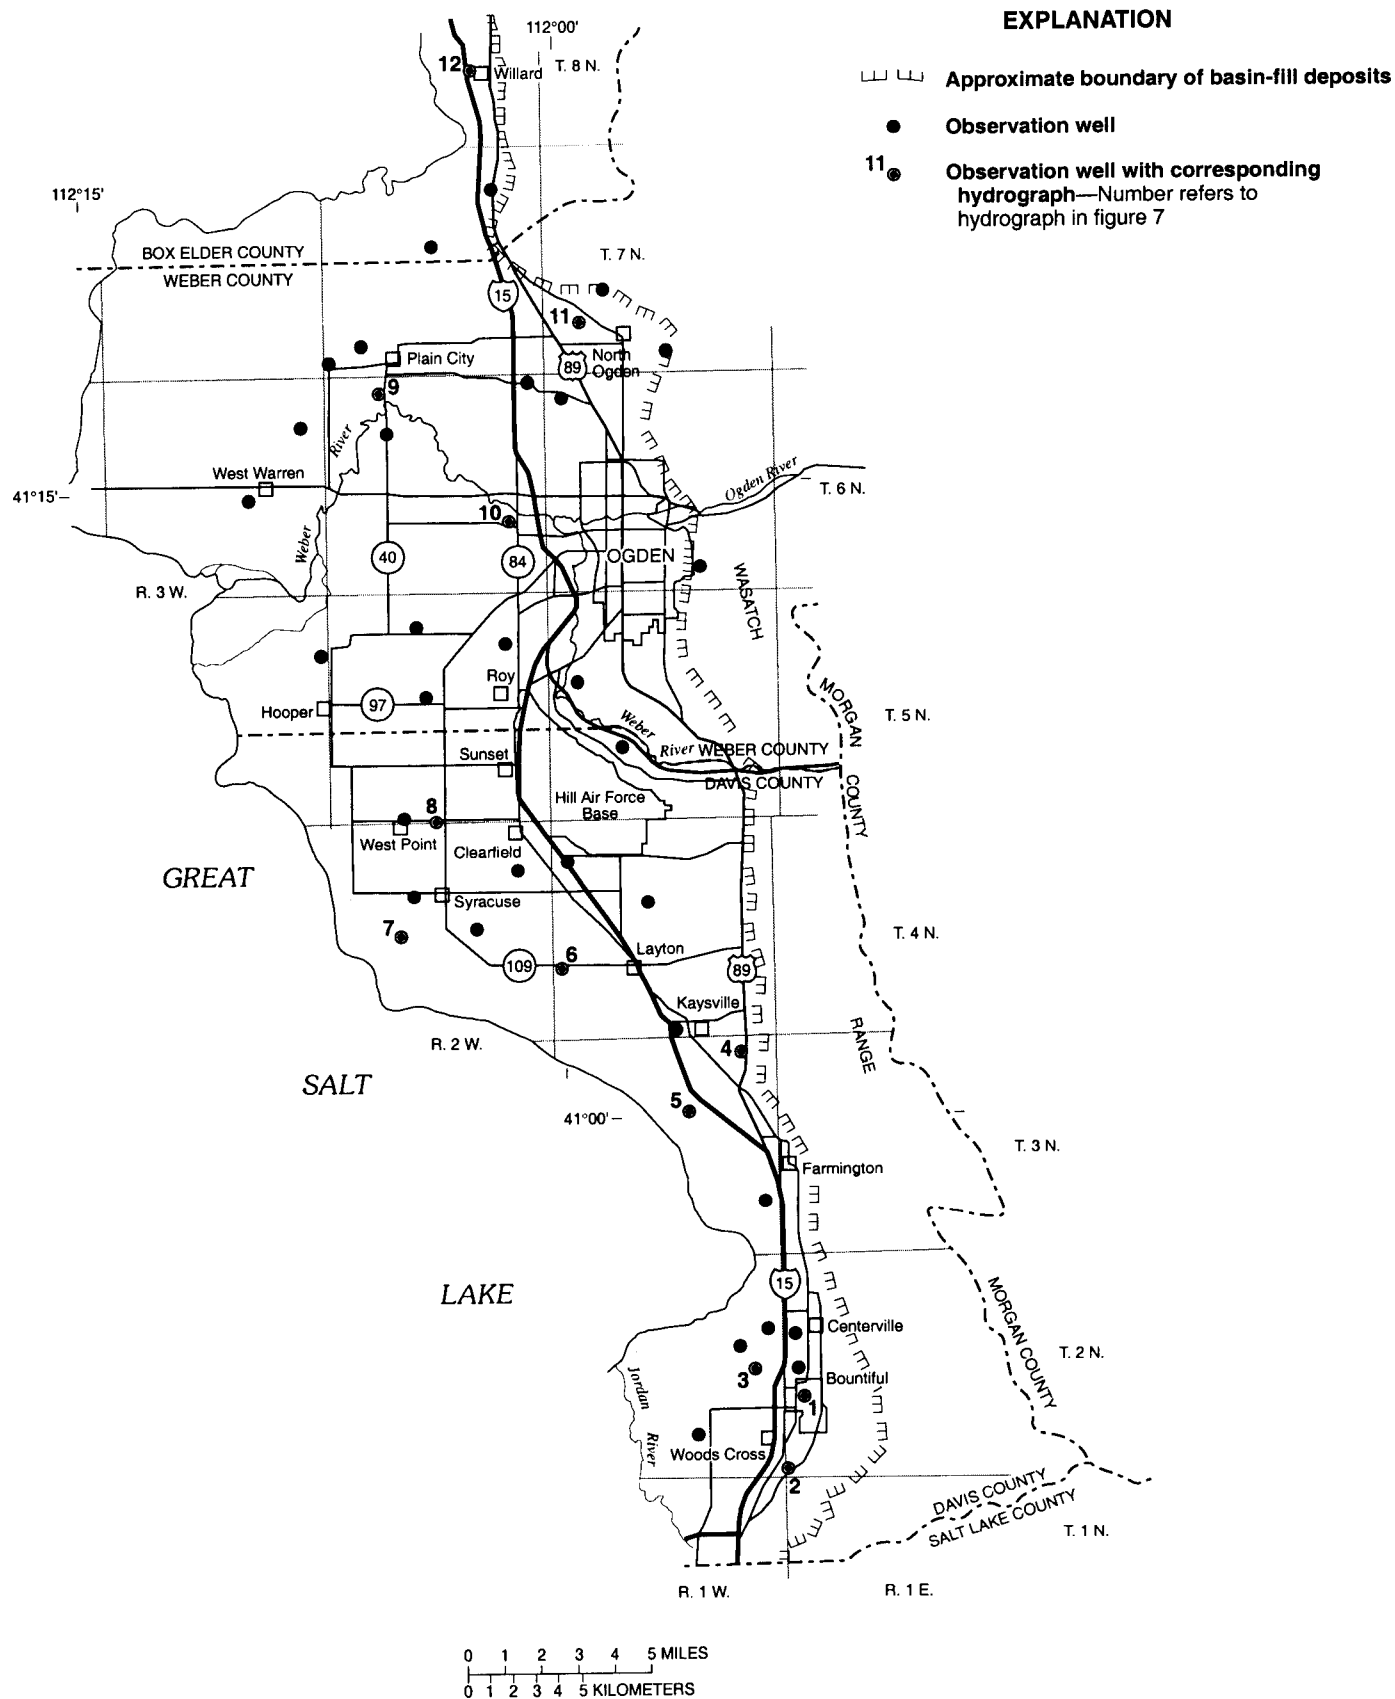 EXPLANATION
Approximate boundary of basin-fill deposits
Observation well
11
Observation well with corresponding
hydrograph—Number refers to
hydrograph in figure 7
112°00'
12
Willard
T. 8 N.
112°15'
BOX ELDER COUNTY
WEBER COUNTY
T. 7 N.
15
11
North
Ogden
89
Plain City
9
River
West Warren
41°15'
Ogden River
T. 6 N.
10
Weber
40
84
OGDEN
WASATCH
R. 3 W.
Roy
Hooper
97
MORGAN
COUNTY
T. 5 N.
Weber
River
WEBER COUNTY
DAVIS COUNTY
Sunset
Hill Air Force
Base
8
West Point
Clearfield
GREAT
Syracuse
7
T. 4 N.
109
6
Layton
89
Kaysville
RANGE
R. 2 W.
4
SALT
5
41°00'
T. 3 N.
Farmington
LAKE
15
MORGAN COUNTY
Centerville
T. 2 N.
3
Bountiful
Jordan
River
1
Woods Cross
2
DAVIS COUNTY
SALT LAKE COUNTY
T. 1 N.
R. 1 W.
R. 1 E.
0 1 2 3 4 5 MILES
0 1 2 3 4 5 KILOMETERS